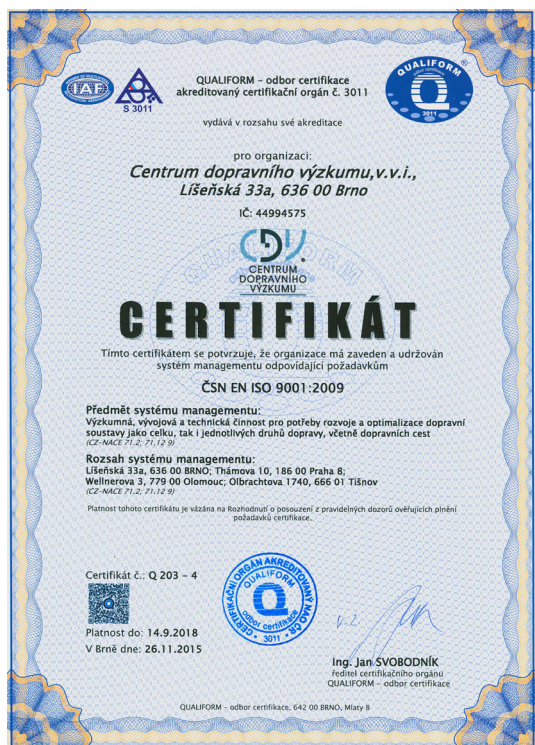 IAF
S 3011
QUALIFORM – odbor certifikace
akreditovaný certifikační orgán č. 3011
QUALIFORM
odbor certifikace
Q
3011
®
vydává v rozsahu své akreditace
pro organizaci:
Centrum dopravního výzkumu,v.v.i.,
Líšeňská 33a, 636 00 Brno
IČ: 44994575
CDV.
CENTRUM
DOPRAVNÍHO
VÝZKUMU
CERTIFIKÁT
Tímto certifikátem se potvrzuje, že organizace má zaveden a udržován
systém managementu odpovídající požadavkům
ČSN EN ISO 9001:2009
Předmět systému managementu:
Výzkumná, vývojová a technická činnost pro potřeby rozvoje a optimalizace dopravní
soustavy jako celku, tak i jednotlivých druhů dopravy, včetně dopravních cest
(CZ-NACE 71.2; 71.12 9)
Rozsah systému managementu:
Líšeňská 33a, 636 00 BRNO; Thámova 10, 186 00 Praha 8;
Wellnerova 3, 779 00 Olomouc; Olbrachtova 1740, 666 01 Tišnov
(CZ-NACE 71.2; 71.12 9)
Platnost tohoto certifikátu je vázána na Rozhodnutí o posouzení z pravidelných dozorů ověřujících plnění
požadavků certifikace.
Certifikát č.: Q 203 – 4
Platnost do: 14.9.2018
V Brně dne: 26.11.2015
CERTIFIKAČNÍ ORGÁN AKREDITOVANÝ NAD ČR
QUALIFORM
Q
odbor certifikace
3011
v.z.
Ing. Jan SVOBODNÍK
ředitel certifikačního orgánu
QUALIFORM – odbor certifikace
QUALIFORM – odbor certifikace, 642 00 BRNO, Mlaty 8